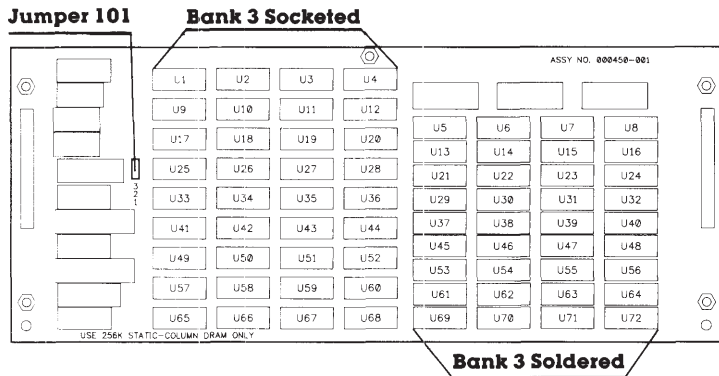 Jumper 101
Bank 3 Socketed
ASSY NO. 000450-001
U1 U2 U3 U4
U9 U10 U11 U12
U17 U18 U19 U20
U25 U26 U27 U28
U33 U34 U35 U36
U41 U42 U43 U44
U49 U50 U51 U52
U57 U58 U59 U60
U65 U66 U67 U68
3
2
1
U5 U6 U7 U8
U13 U14 U15 U16
U21 U22 U23 U24
U29 U30 U31 U32
U37 U38 U39 U40
U45 U46 U47 U48
U53 U54 U55 U56
U61 U62 U63 U64
U69 U70 U71 U72
USE 256K STATIC-COLUMN DRAM ONLY
Bank 3 Soldered